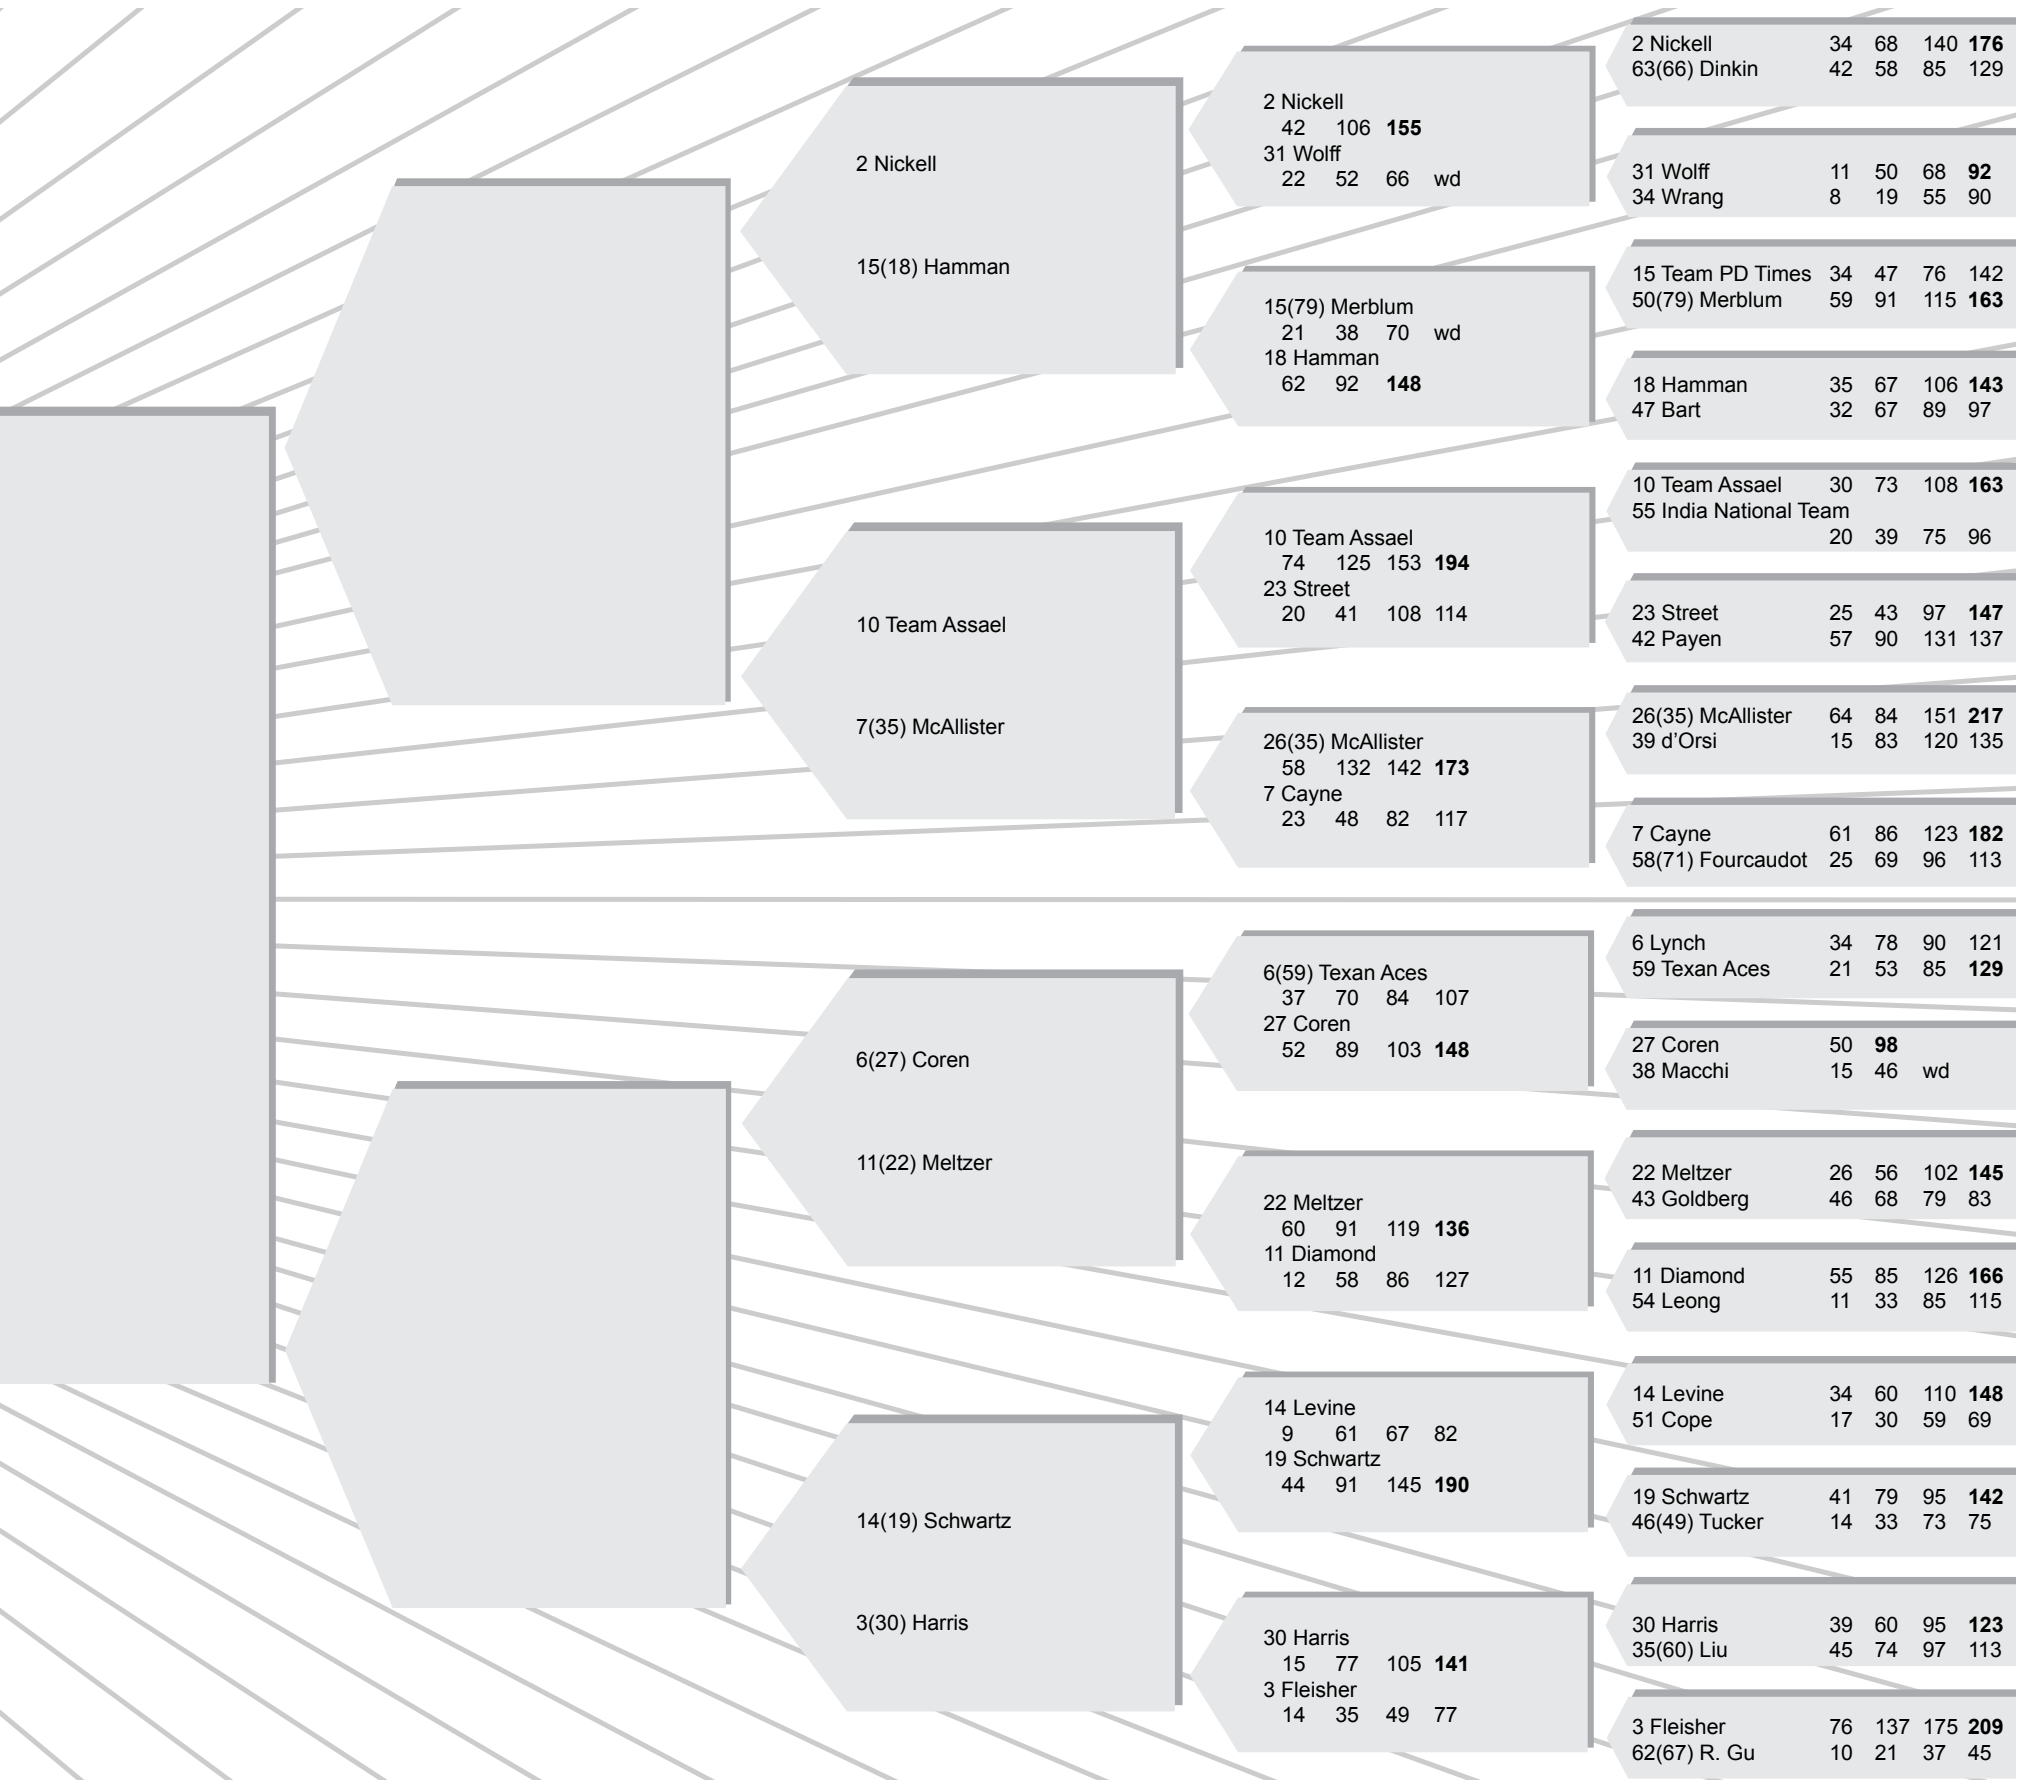 2 Nickell 34 68 140 176
63(66) Dinkin 42 58 85 129
31 Wolff 11 50 68 92
34 Wrang 8 19 55 90
15 Team PD Times 34 47 76 142
50(79) Merblum 59 91 115 163
18 Hamman 35 67 106 143
47 Bart 32 67 89 97
10 Team Assael 30 73 108 163
55 India National Team
20 39 75 96
23 Street 25 43 97 147
42 Payen 57 90 131 137
26(35) McAllister 64 84 151 217
39 d'Orsi 15 83 120 135
7 Cayne 61 86 123 182
58(71) Fourcaudot 25 69 96 113
6 Lynch 34 78 90 121
59 Texan Aces 21 53 85 129
27 Coren 50 98
38 Macchi 15 46 wd
22 Meltzer 26 56 102 145
43 Goldberg 46 68 79 83
11 Diamond 55 85 126 166
54 Leong 11 33 85 115
14 Levine 34 60 110 148
51 Cope 17 30 59 69
19 Schwartz 41 79 95 142
46(49) Tucker 14 33 73 75
30 Harris 39 60 95 123
35(60) Liu 45 74 97 113
3 Fleisher 76 137 175 209
62(67) R. Gu 10 21 37 45
2 Nickell
42 106 155
31 Wolff
22 52 66 wd
15(79) Merblum
21 38 70 wd
18 Hamman
62 92 148
10 Team Assael
74 125 153 194
23 Street
20 41 108 114
26(35) McAllister
58 132 142 173
7 Cayne
23 48 82 117
6(59) Texan Aces
37 70 84 107
27 Coren
52 89 103 148
22 Meltzer
60 91 119 136
11 Diamond
12 58 86 127
14 Levine
9 61 67 82
19 Schwartz
44 91 145 190
30 Harris
15 77 105 141
3 Fleisher
14 35 49 77
2 Nickell
15(18) Hamman
10 Team Assael
7(35) McAllister
6(27) Coren
11(22) Meltzer
14(19) Schwartz
3(30) Harris